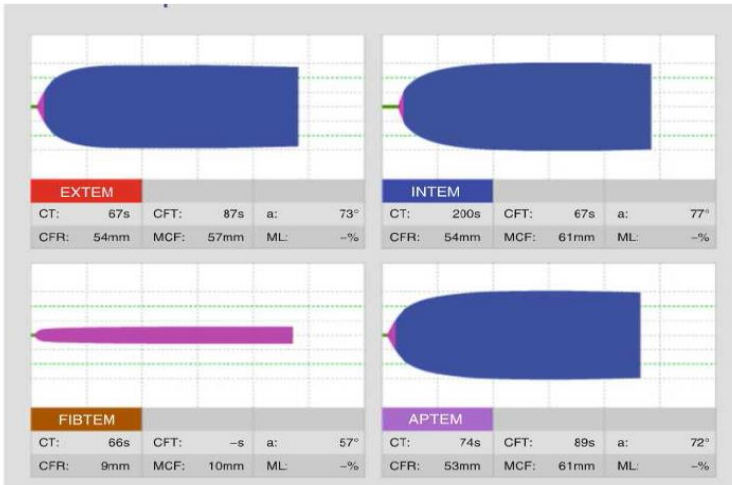 EXTEM
CT: 67s CFT: 87s a: 73°
CFR: 54mm MCF: 57mm ML: -%
INTEM
CT: 200s CFT: 67s a: 77°
CFR: 54mm MCF: 61mm ML: -%
FIBTEM
CT: 66s CFT: -s a: 57°
CFR: 9mm MCF: 10mm ML: -%
APTEM
CT: 74s CFT: 89s a: 72°
CFR: 53mm MCF: 61mm ML: -%